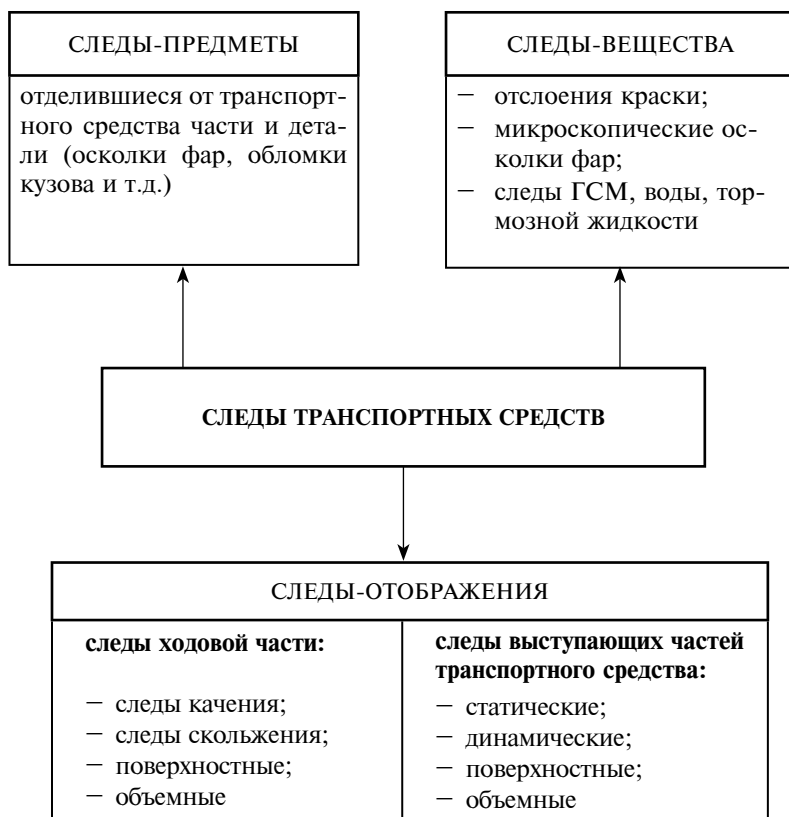 СЛЕДЫ-ПРЕДМЕТЫ
отделившиеся от транспорт-
ного средства части и дета-
ли (осколки фар, обломки
кузова и т.д.)
СЛЕДЫ-ВЕЩЕСТВА
— отслоения краски;
— микроскопические ос-
колки фар;
— следы ГСМ, воды, тор-
мозной жидкости
СЛЕДЫ ТРАНСПОРТНЫХ СРЕДСТВ
СЛЕДЫ-ОТОБРАЖЕНИЯ
следы ходовой части:
— следы качения;
— следы скольжения;
— поверхностные;
— объемные
следы выступающих частей
транспортного средства:
— статические;
— динамические;
— поверхностные;
— объемные